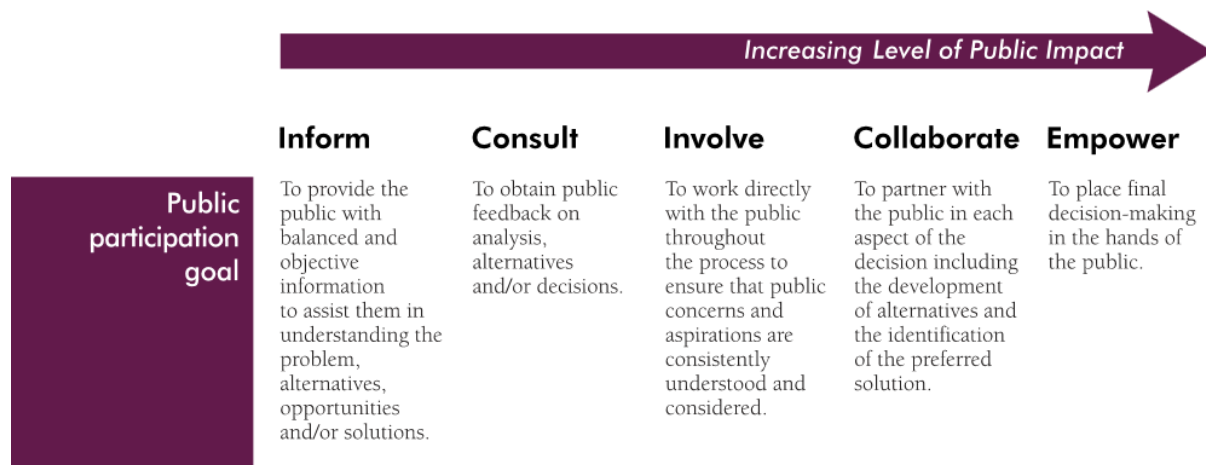 Increasing Level of Public Impact
Inform
Consult
Involve
Collaborate
Empower
Public
participation
goal
To provide the
public with
balanced and
objective
information
to assist them in
understanding the
problem,
alternatives,
opportunities
and/or solutions.
To obtain public
feedback on
analysis,
alternatives
and/or decisions.
To work directly
with the public
throughout
the process to
ensure that public
concerns and
aspirations are
consistently
understood and
considered.
To partner with
the public in each
aspect of the
decision including
the development
of alternatives and
the identification
of the preferred
solution.
To place final
decision-making
in the hands of
the public.